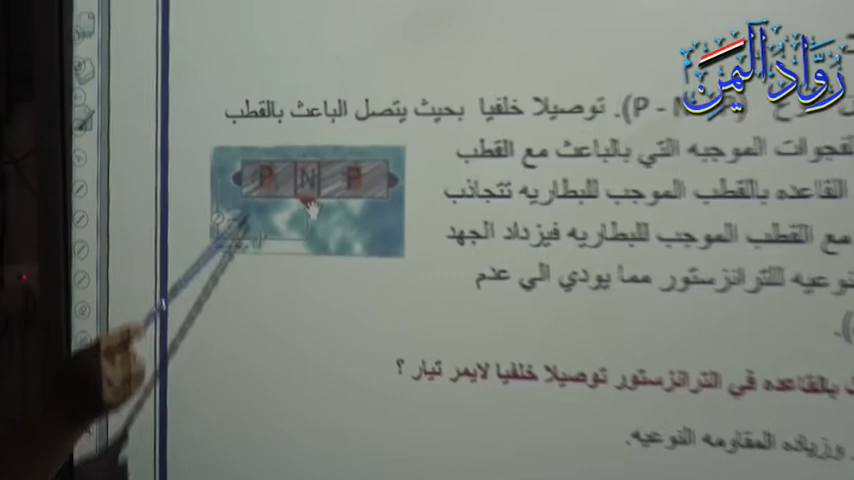 رواد اليمن
(P - N). توصيلا خلفيا بحيث يتصل الباعث بالقطب
الفجوات الموجبه التي بالباعث مع القطب
القاعده بالقطب الموجب للبطاريه تتجانب
مع القطب الموجب للبطاريه فيزداد الجهد
النوعيه للترانزستور مما يودي الي عدم
P N P
بالقاعده في الترانزستور توصيلا خلفيا لايمر تيار ؟
وزياده المقاومه النوعيه.